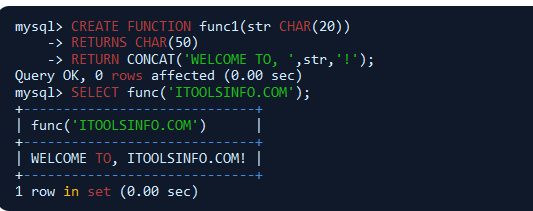 mysql> CREATE FUNCTION func1(str CHAR(20))
    -> RETURNS CHAR(50)
    -> RETURN CONCAT('WELCOME TO, ',str,'!');
Query OK, 0 rows affected (0.00 sec)
mysql> SELECT func('ITOOLSINFO.COM');
+------------------------------+
| func('ITOOLSINFO.COM')       |
+------------------------------+
| WELCOME TO, ITOOLSINFO.COM! |
+------------------------------+
1 row in set (0.00 sec)